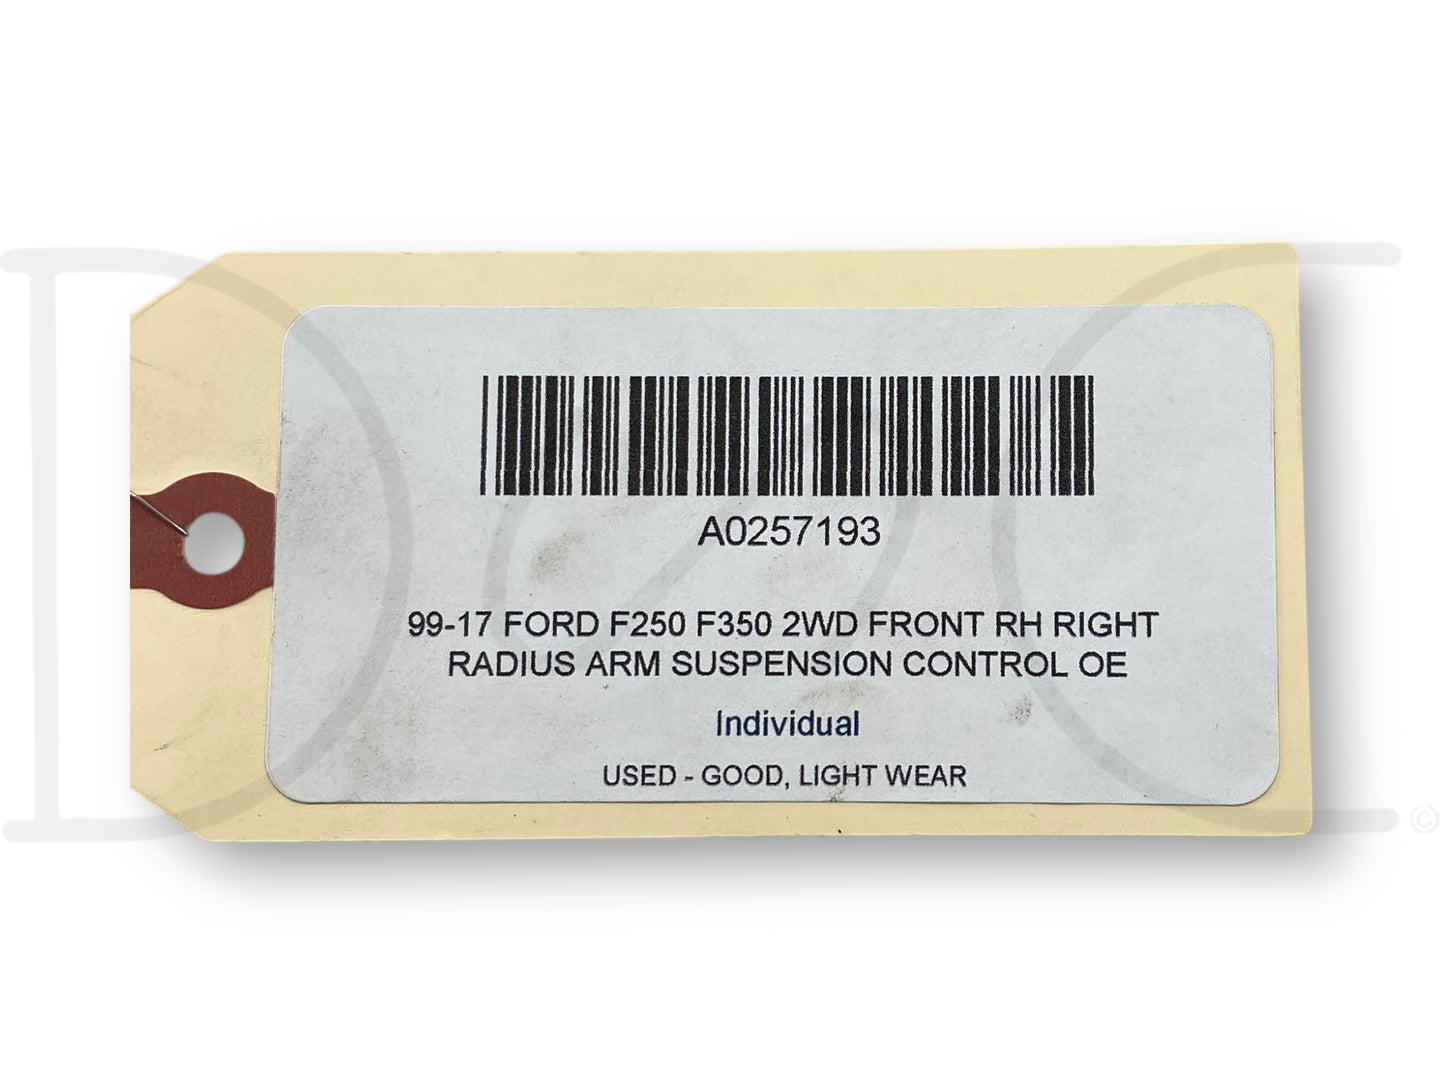 A0257193
99-17 FORD F250 F350 2WD FRONT RH RIGHT
RADIUS ARM SUSPENSION CONTROL OE
Individual
USED - GOOD, LIGHT WEAR
©